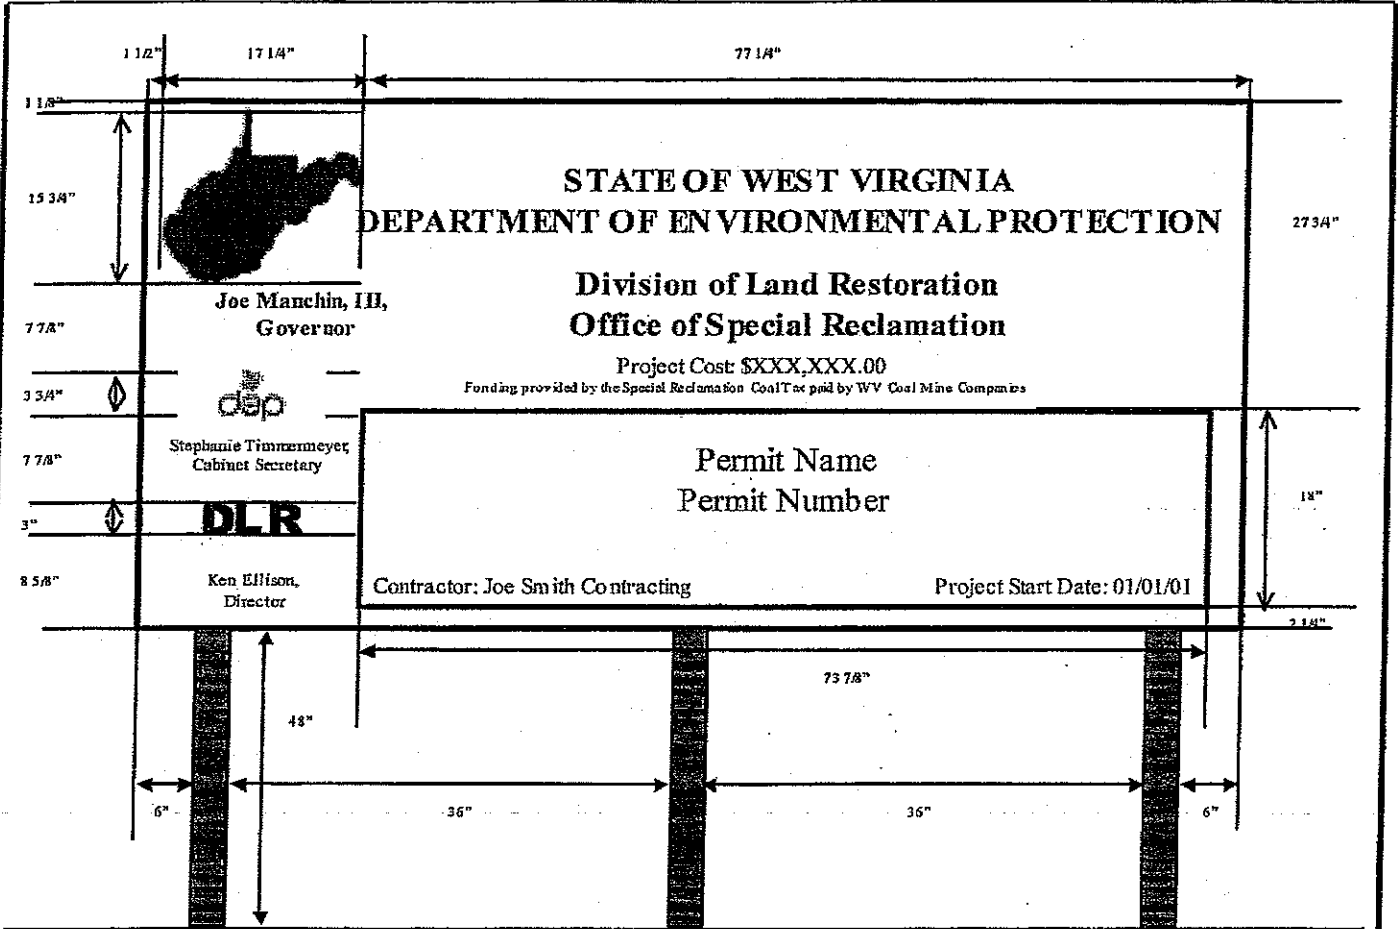 1 1/2"
17 1/4"
77 1/4"
1 1/8"
15 3/4"
STATE OF WEST VIRGINIA
DEPARTMENT OF ENVIRONMENTAL PROTECTION
27 3/4"
Division of Land Restoration
Office of Special Reclamation
Joe Manchin, III,
Governor
7 7/8"
Project Cost: $XXX,XXX.00
Funding provided by the Special Reclamation Coal Tax paid by WV Coal Mine Companies
3 3/4"
dep
Stephanie Timmermeyer,
Cabinet Secretary
7 7/8"
Permit Name
Permit Number
18"
DLR
3"
8 5/8"
Ken Ellison,
Director
Contractor: Joe Smith Contracting
Project Start Date: 01/01/01
2 1/4"
73 7/8"
48"
6"
36"
36"
6"